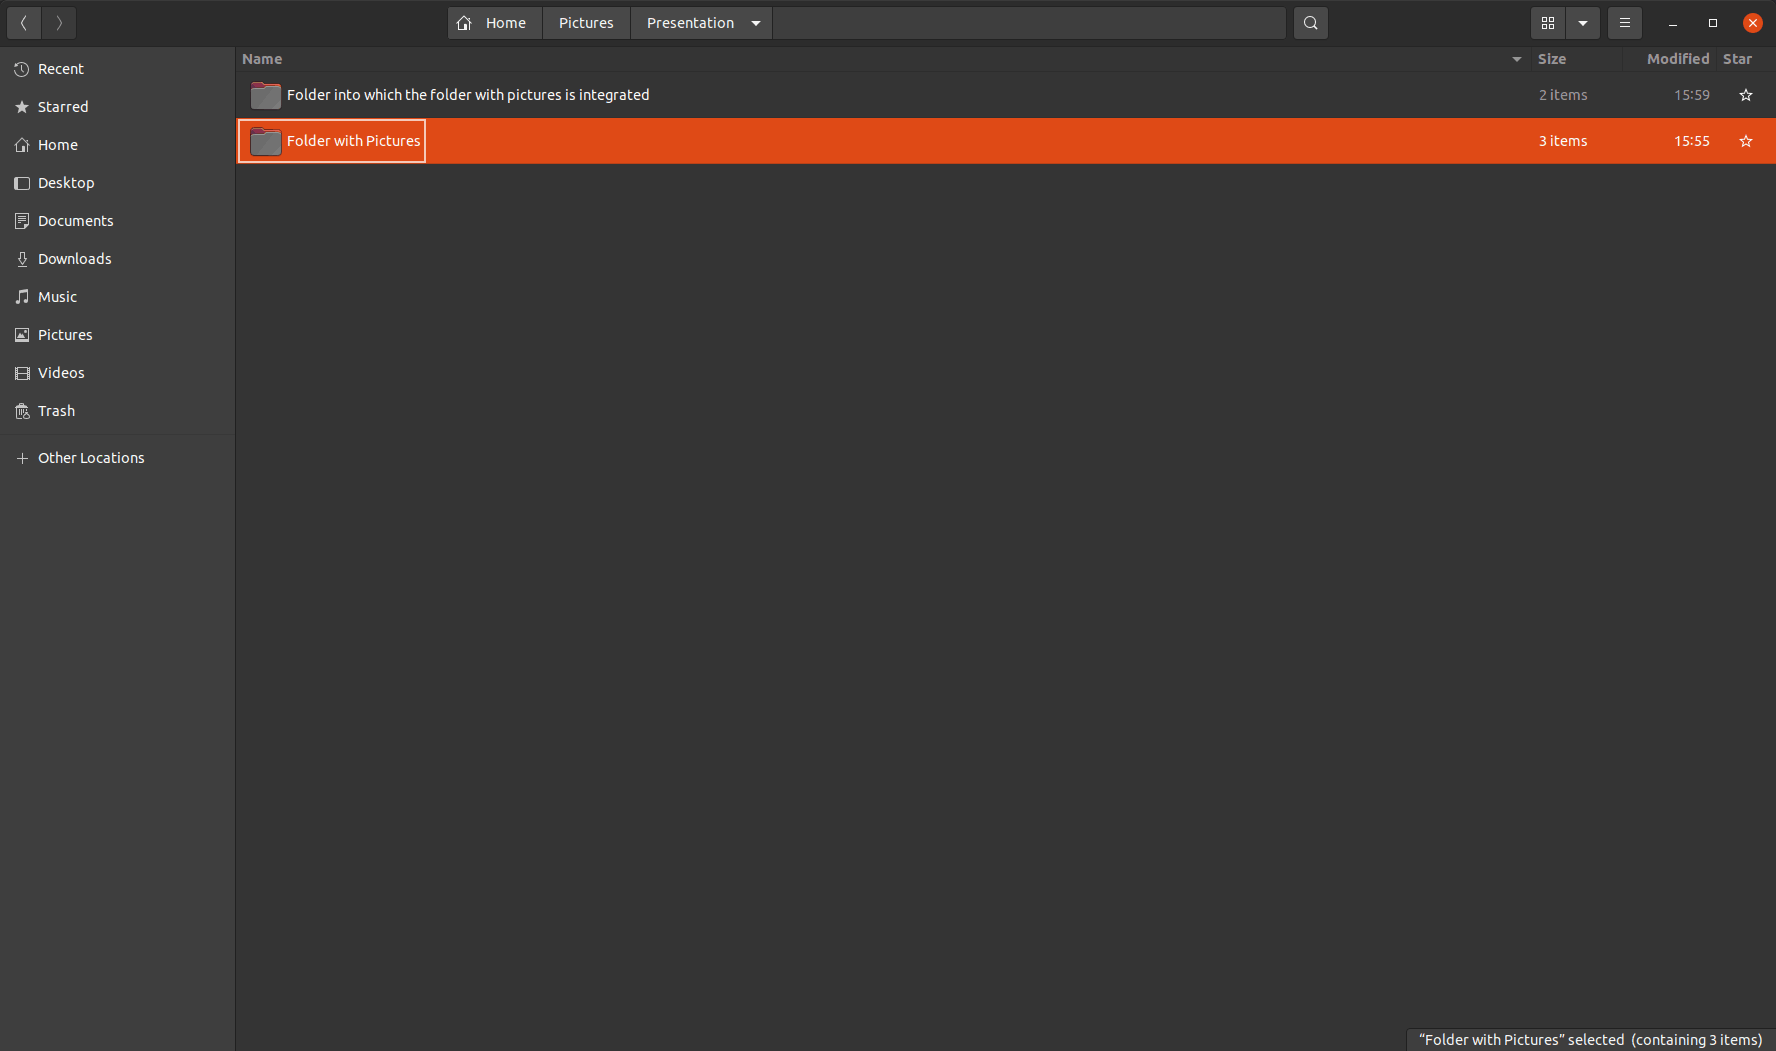 Home Pictures Presentation
Recent
Starred
Home
Desktop
Documents
Downloads
Music
Pictures
Videos
Trash
Other Locations
Name Size Modified Star
Folder into which the folder with pictures is integrated 2 items 15:59
Folder with Pictures 3 items 15:55
“Folder with Pictures” selected (containing 3 items)